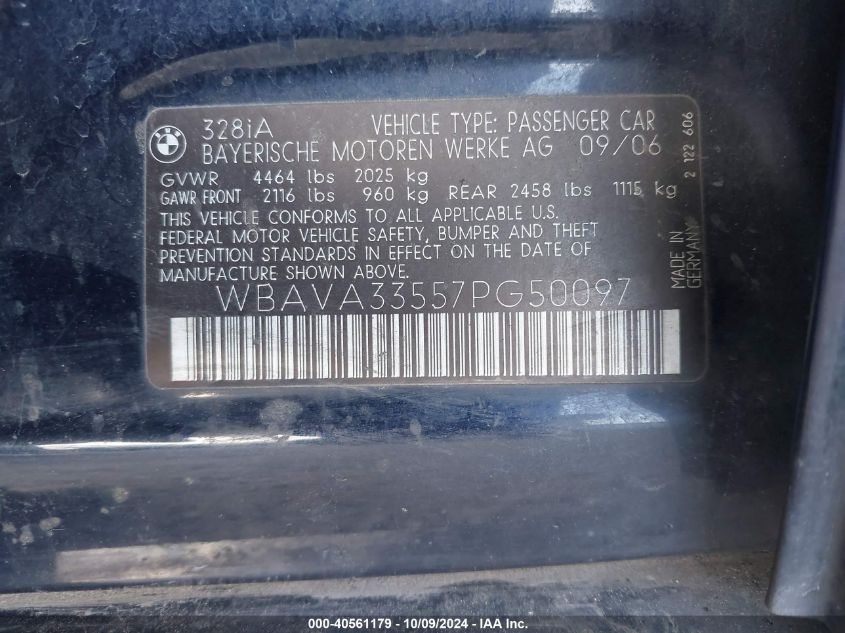 BMW
328iA VEHICLE TYPE: PASSENGER CAR
BAYERISCHE MOTOREN WERKE AG 09/06
GVWR 4464 lbs 2025 kg
GAWR FRONT 2116 lbs 960 kg REAR 2458 lbs 1115 kg
THIS VEHICLE CONFORMS TO ALL APPLICABLE U.S.
FEDERAL MOTOR VEHICLE SAFETY, BUMPER AND THEFT
PREVENTION STANDARDS IN EFFECT ON THE DATE OF
MANUFACTURE SHOWN ABOVE.
WBAVA33557PG50097
2 122 606
MADE IN
GERMANY
000-40561179 - 10/09/2024 - IAA Inc.